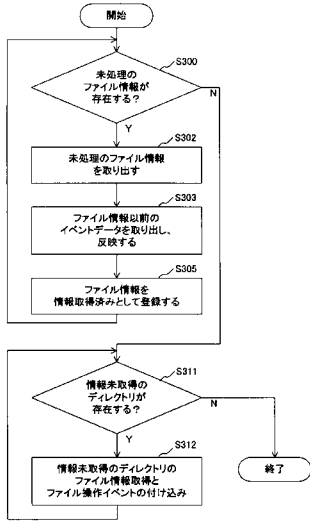 開始
S300
未処理の
ファイル情報が
存在する?
N
Y
S302
未処理のファイル情報
を取り出す
S303
ファイル情報以前の
イベントデータを取り出し、
反映する
S305
ファイル情報を
情報取得済みとして登録する
S311
情報未取得の
ディレクトリが
存在する?
N
Y
S312
情報未取得のディレクトリの
ファイル情報取得と
ファイル操作イベントの付け込み
終了